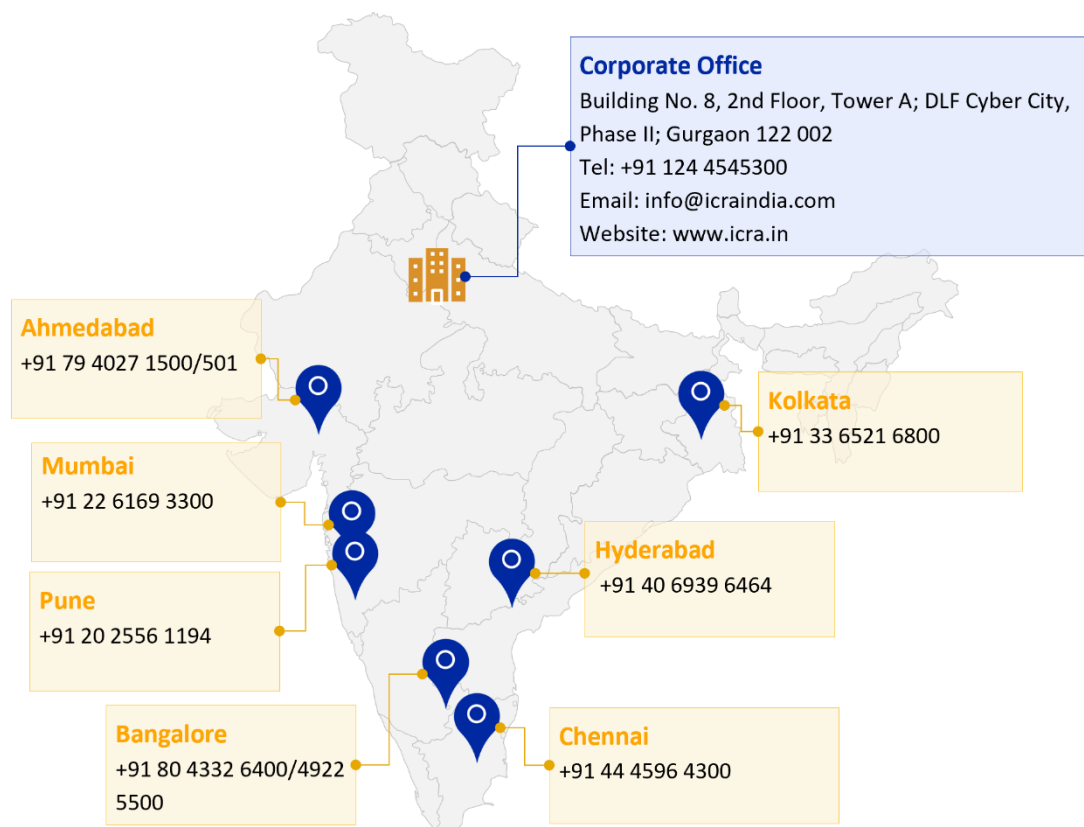 Corporate Office
Building No. 8, 2nd Floor, Tower A; DLF Cyber City,
Phase II; Gurgaon 122 002
Tel: +91 124 4545300
Email: info@icraindia.com
Website: www.icra.in
Ahmedabad
+91 79 4027 1500/501
Kolkata
+91 33 6521 6800
Mumbai
+91 22 6169 3300
Hyderabad
+91 40 6939 6464
Pune
+91 20 2556 1194
Bangalore
+91 80 4332 6400/4922
5500
Chennai
+91 44 4596 4300